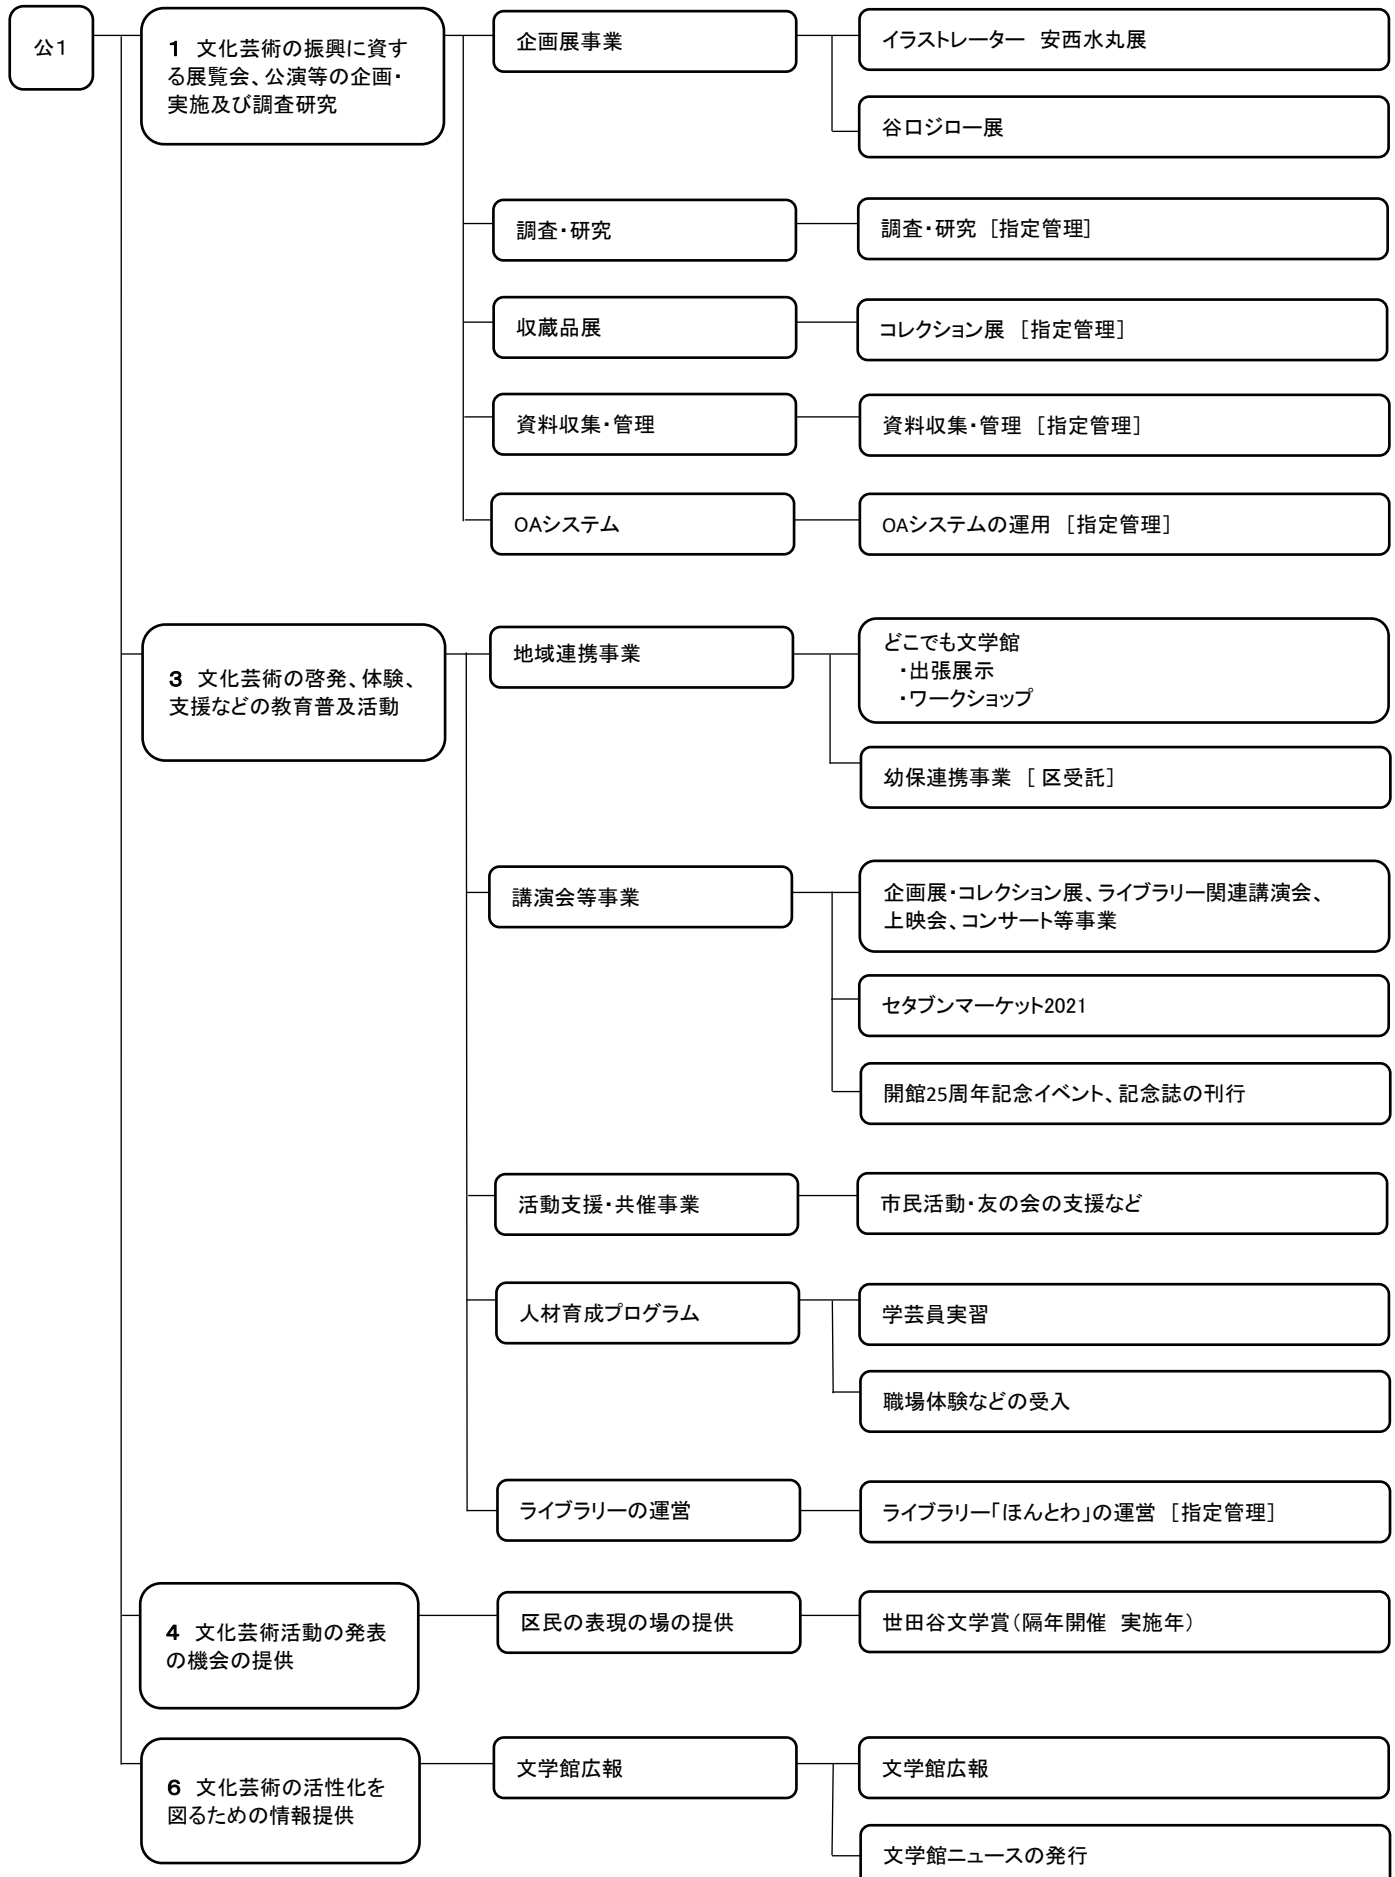 公1
1 文化芸術の振興に資す
る展覧会、公演等の企画・
実施及び調査研究
企画展事業
イラストレーター 安西水丸展
谷口ジロー展
調査・研究
調査・研究 [指定管理]
収蔵品展
コレクション展 [指定管理]
資料収集・管理
資料収集・管理 [指定管理]
OAシステム
OAシステムの運用 [指定管理]
3 文化芸術の啓発、体験、
支援などの教育普及活動
地域連携事業
どこでも文学館
・出張展示
・ワークショップ
幼保連携事業 [ 区受託]
講演会等事業
企画展・コレクション展、ライブラリー関連講演会、
上映会、コンサート等事業
セタブンマーケット2021
開館25周年記念イベント、記念誌の刊行
活動支援・共催事業
市民活動・友の会の支援など
人材育成プログラム
学芸員実習
職場体験などの受入
ライブラリーの運営
ライブラリー「ほんとわ」の運営 [指定管理]
4 文化芸術活動の発表
の機会の提供
区民の表現の場の提供
世田谷文学賞(隔年開催 実施年)
6 文化芸術の活性化を
図るための情報提供
文学館広報
文学館広報
文学館ニュースの発行